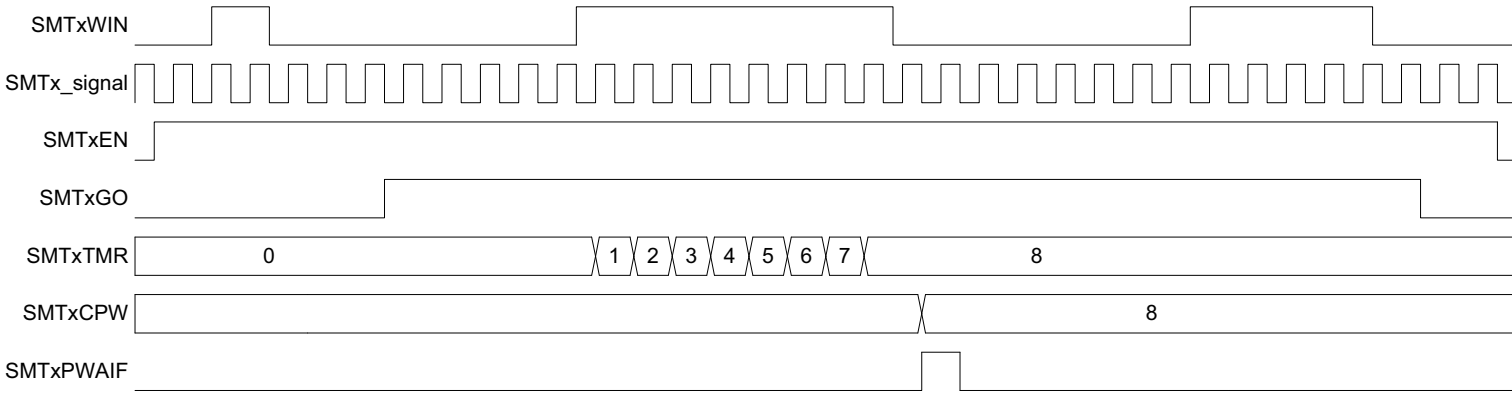 SMTxWIN
SMTx_signal
SMTxEN
SMTxGO
SMTxTMR 0 1 2 3 4 5 6 7 8
SMTxCPW 8
SMTxPWAIF